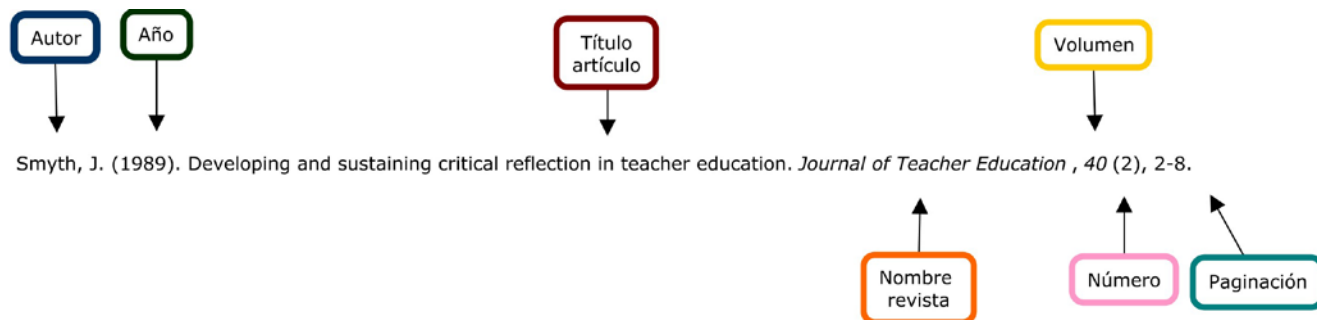 Autor
Año
Título
artículo
Volumen
Smyth, J. (1989). Developing and sustaining critical reflection in teacher education. Journal of Teacher Education , 40 (2), 2-8.
Nombre
revista
Número
Paginación